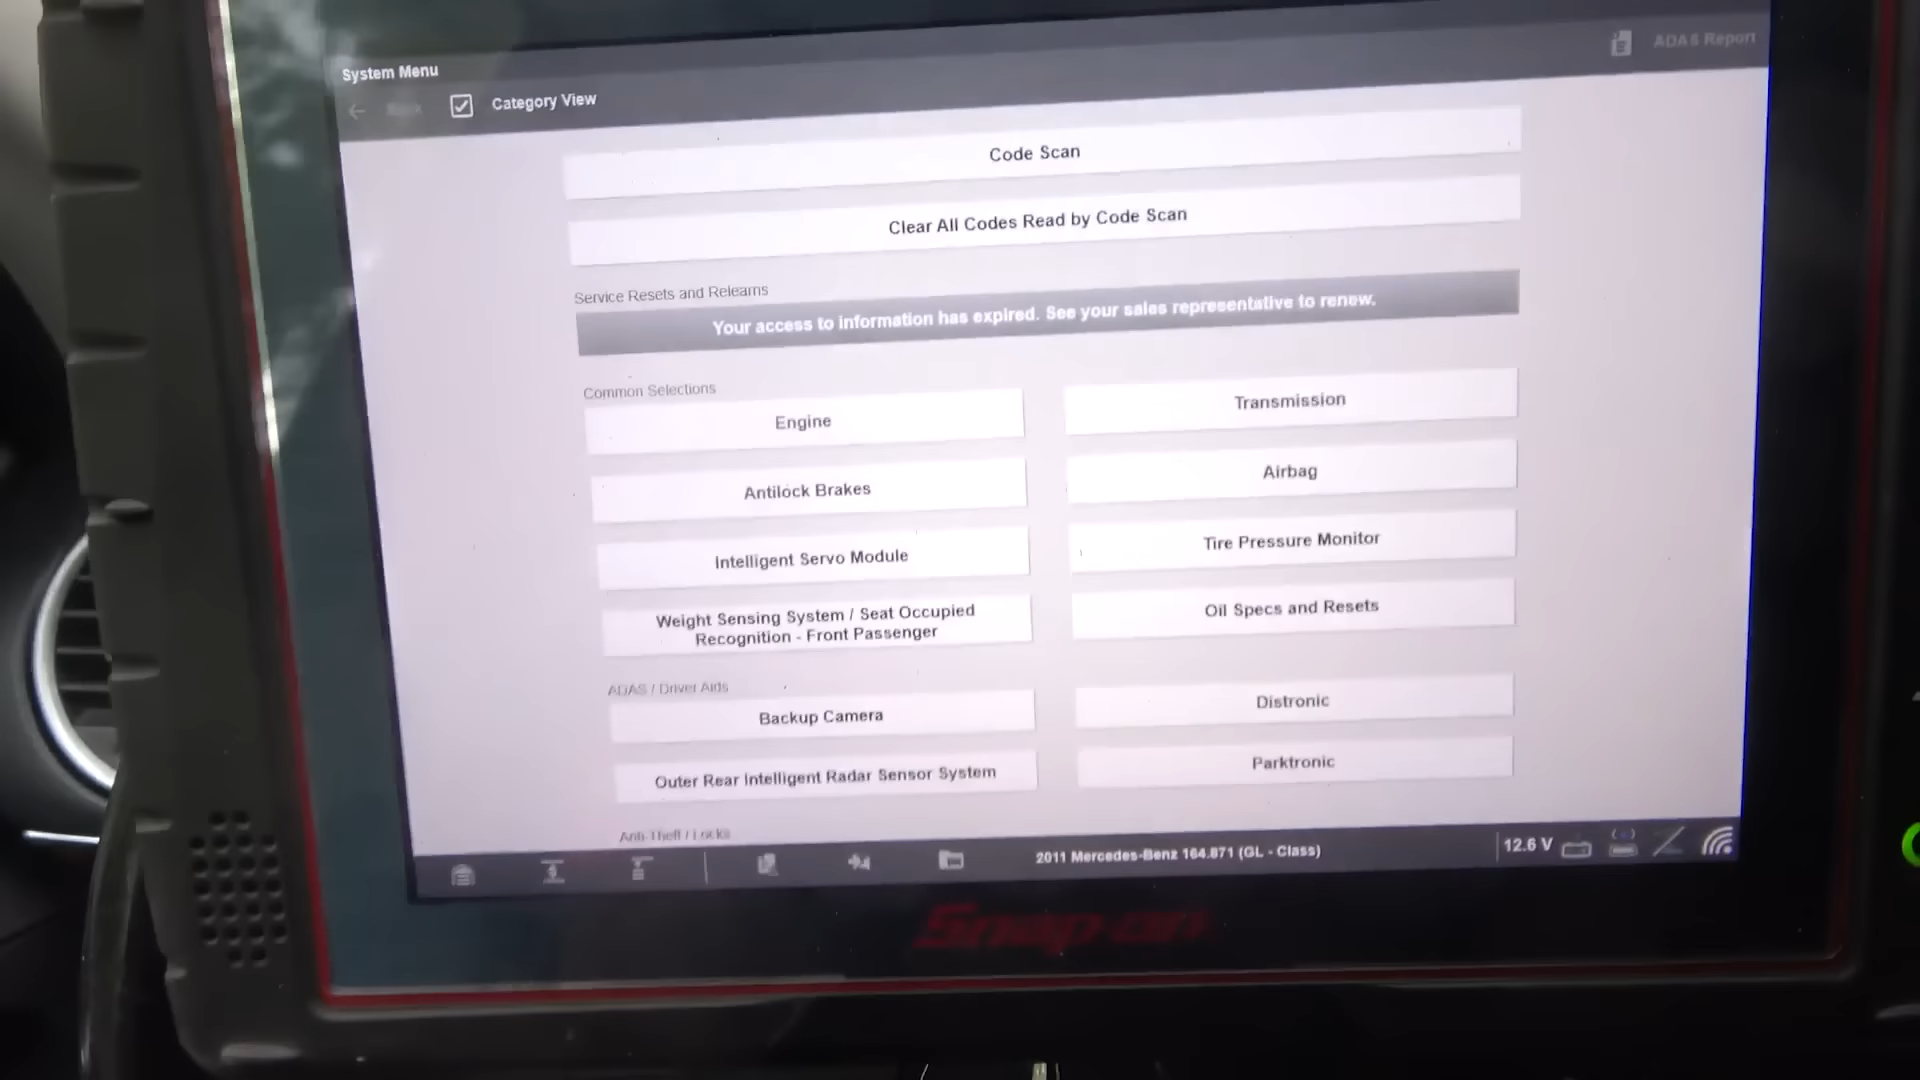 ADAS Report
System Menu
Back
Category View
Code Scan
Clear All Codes Read by Code Scan
Service Resets and Relearns
Your access to information has expired. See your sales representative to renew.
Common Selections
Engine
Transmission
Antilock Brakes
Airbag
Intelligent Servo Module
Tire Pressure Monitor
Weight Sensing System / Seat Occupied
Recognition - Front Passenger
Oil Specs and Resets
ADAS / Driver Aids
Backup Camera
Distronic
Outer Rear Intelligent Radar Sensor System
Parktronic
Anti-Theft / Locks
2011 Mercedes-Benz 164.871 (GL - Class)
12.6 V
Snap-on